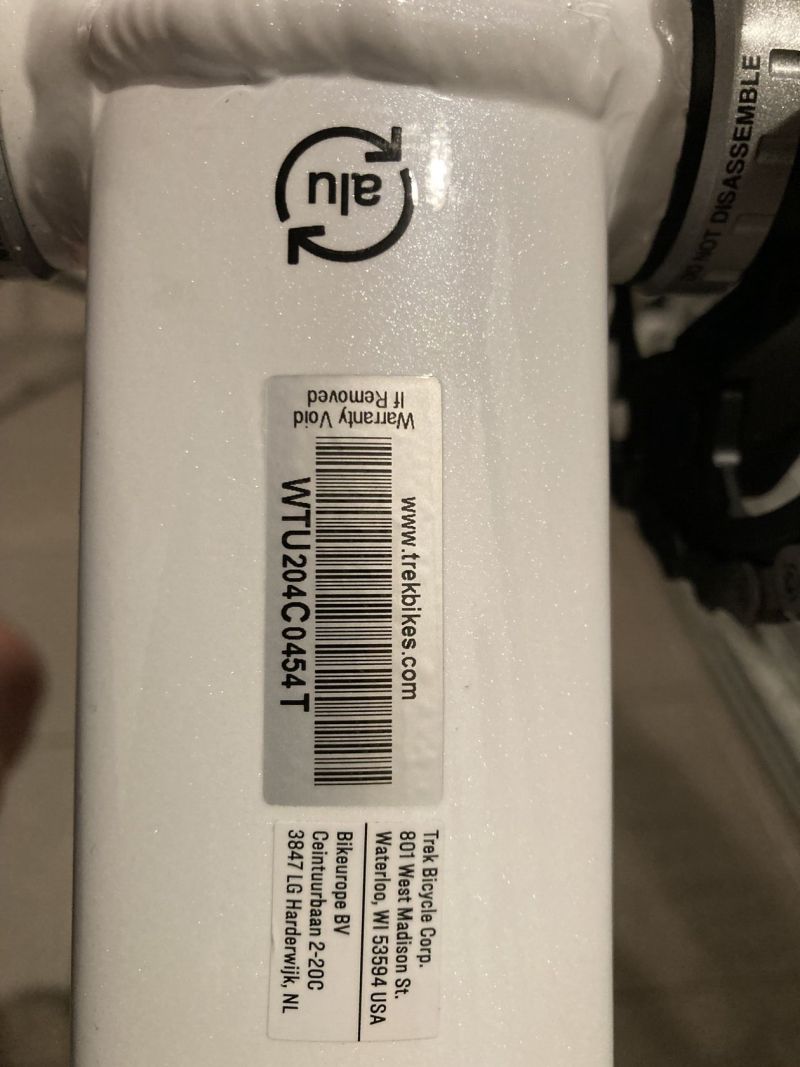 alu
DO NOT DISASSEMBLE
Warranty Void
If Removed
www.trekbikes.com
WTU204C0454T
Trek Bicycle Corp.
801 West Madison St.
Waterloo, WI 53594 USA
Bikeurope BV
Ceintuurbaan 2-20C
3847 LG Harderwijk, NL